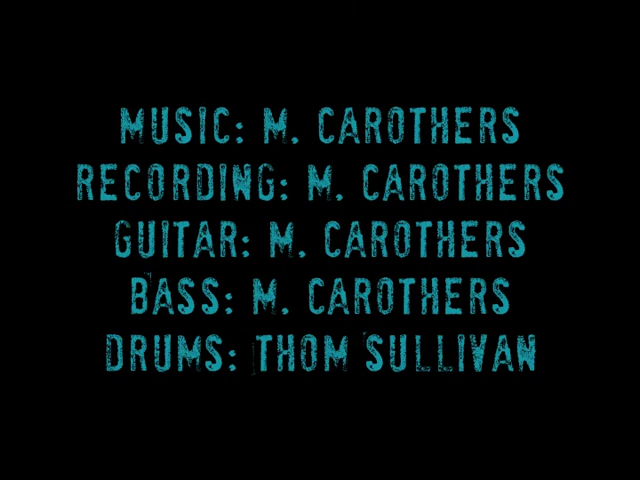 MUSIC: M. CAROTHERS
RECORDING: M. CAROTHERS
GUITAR: M. CAROTHERS
BASS: M. CAROTHERS
DRUMS: THOM SULLIVAN